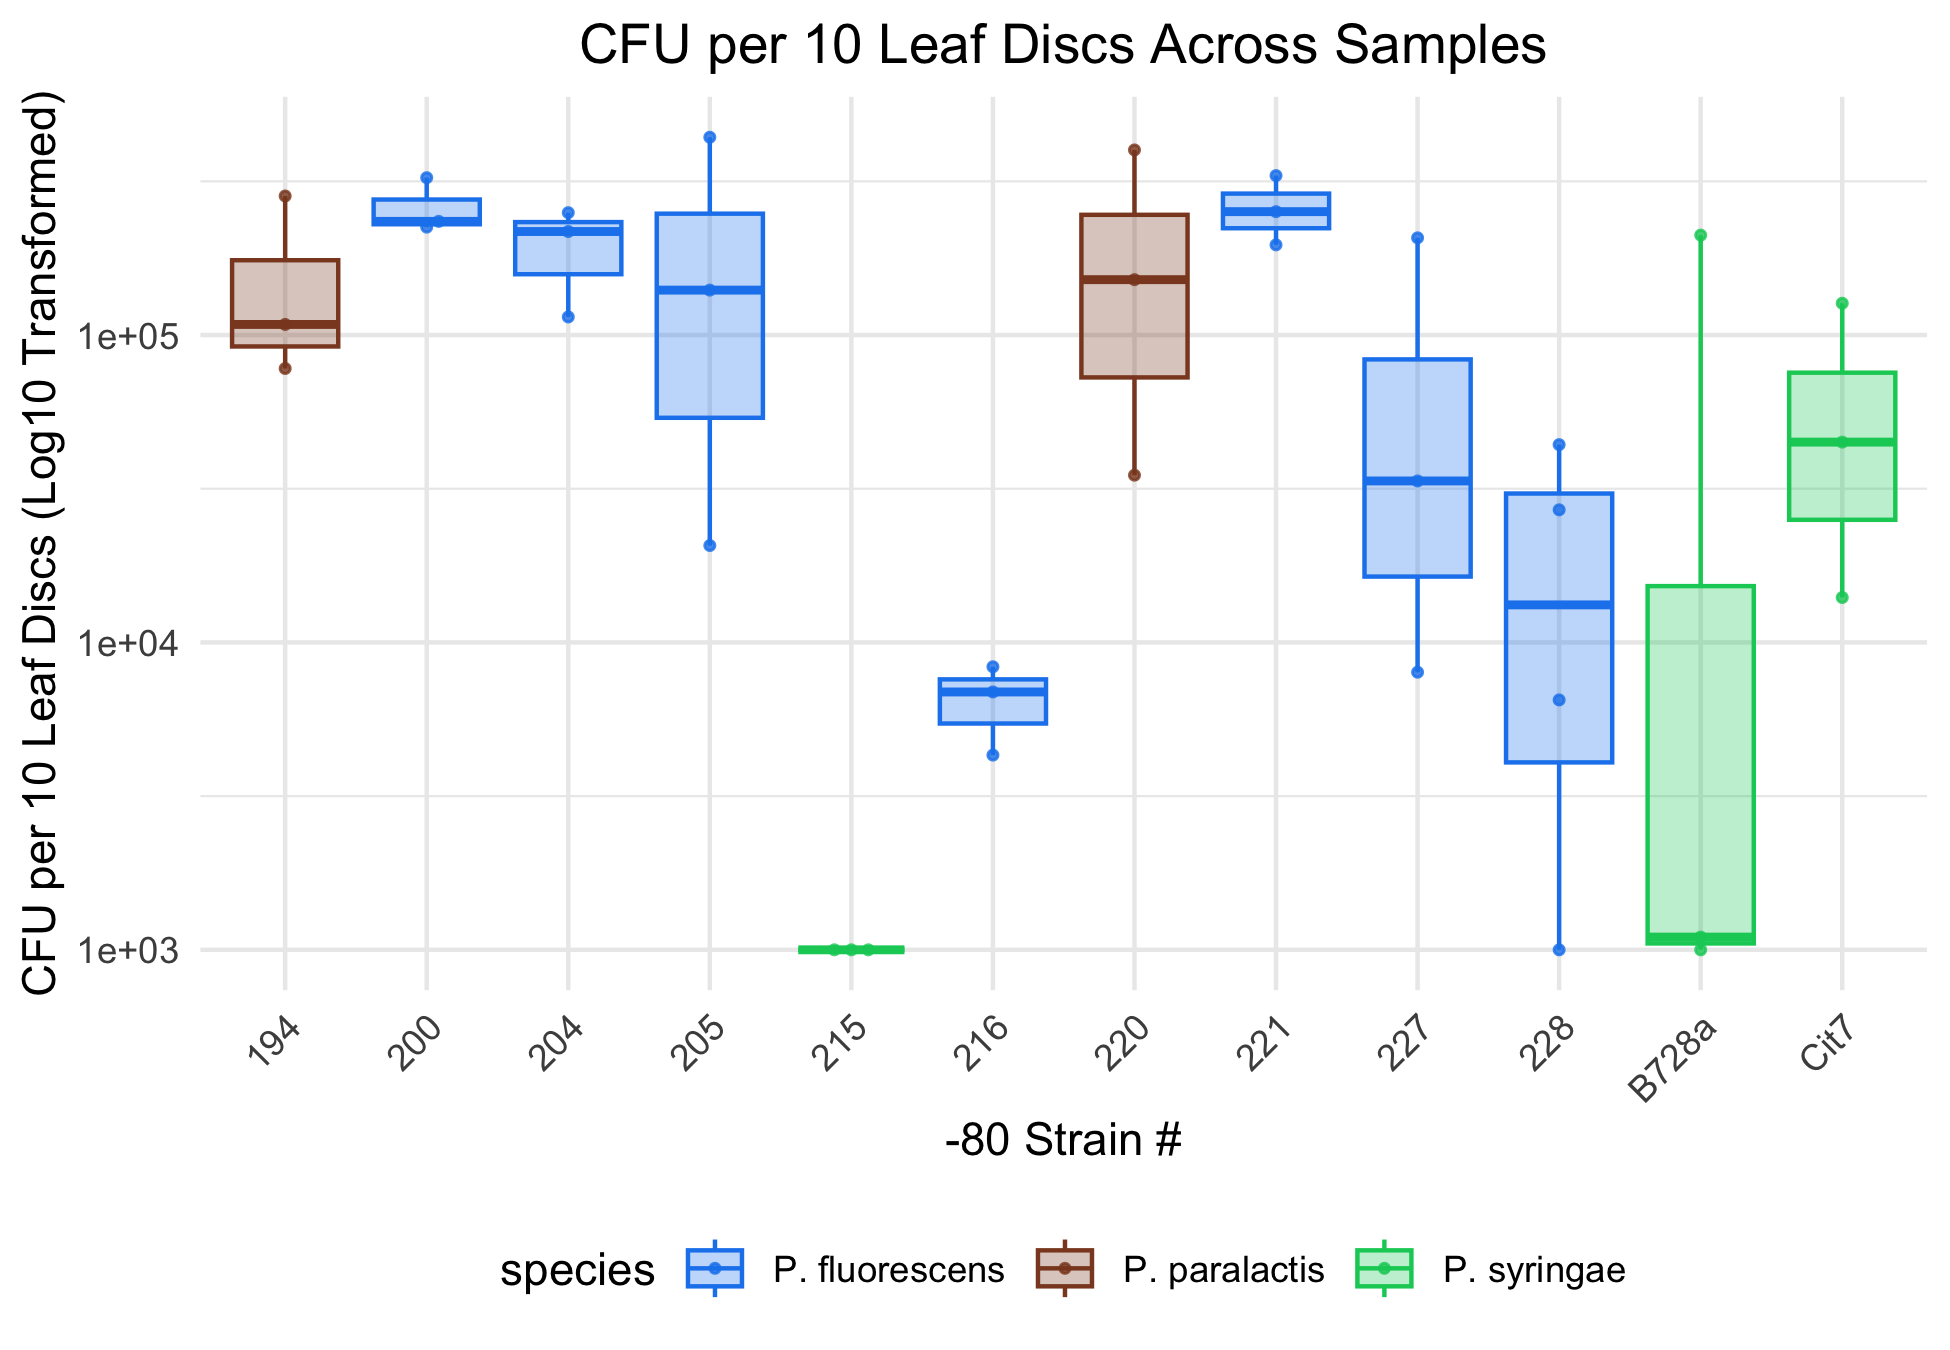 CFU per 10 Leaf Discs Across Samples
CFU per 10 Leaf Discs (Log10 Transformed)
1e+05
1e+04
1e+03
194 200 204 205 215 216 220 221 227 228 B728a Cit7
-80 Strain #
species P. fluorescens P. paralactis P. syringae